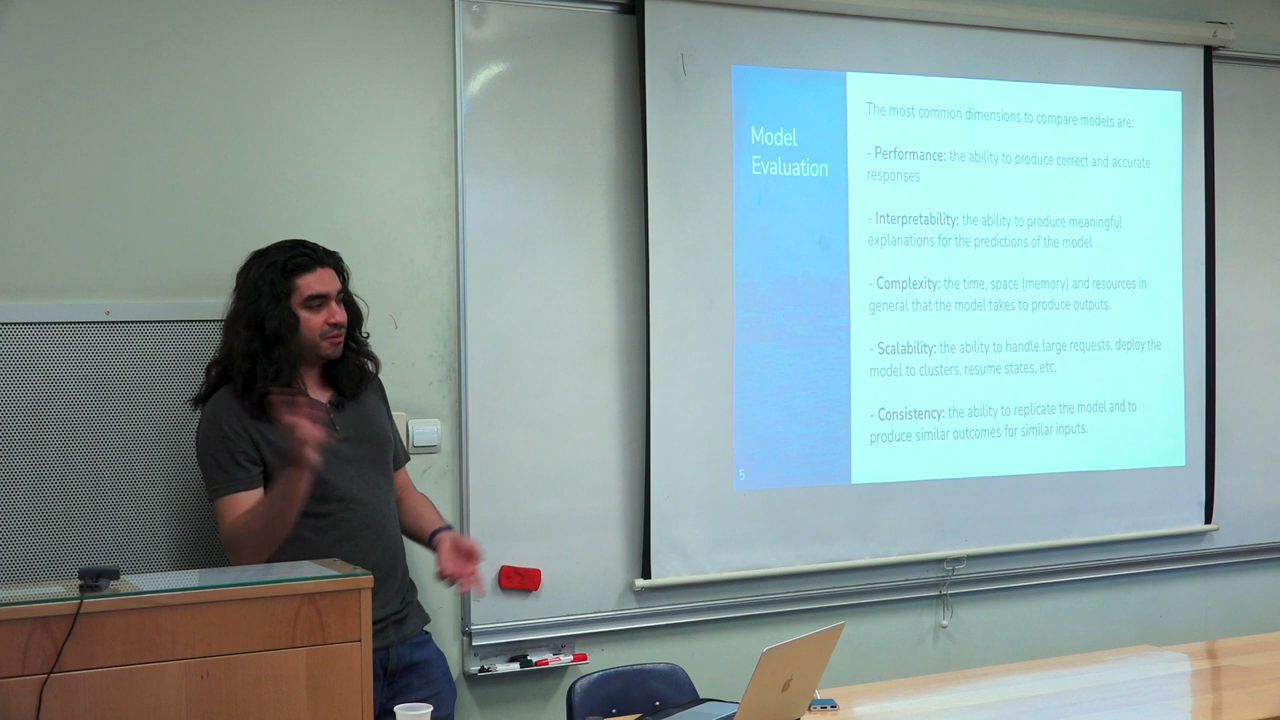 Model
Evaluation
5
The most common dimensions to compare models are:
- Performance: the ability to produce correct and accurate
responses
- Interpretability: the ability to produce meaningful
explanations for the predictions of the model
- Complexity: the time, space (memory) and resources in
general that the model takes to produce outputs.
- Scalability: the ability to handle large requests, deploy the
model to clusters, resume states, etc.
- Consistency: the ability to replicate the model and to
produce similar outcomes for similar inputs.